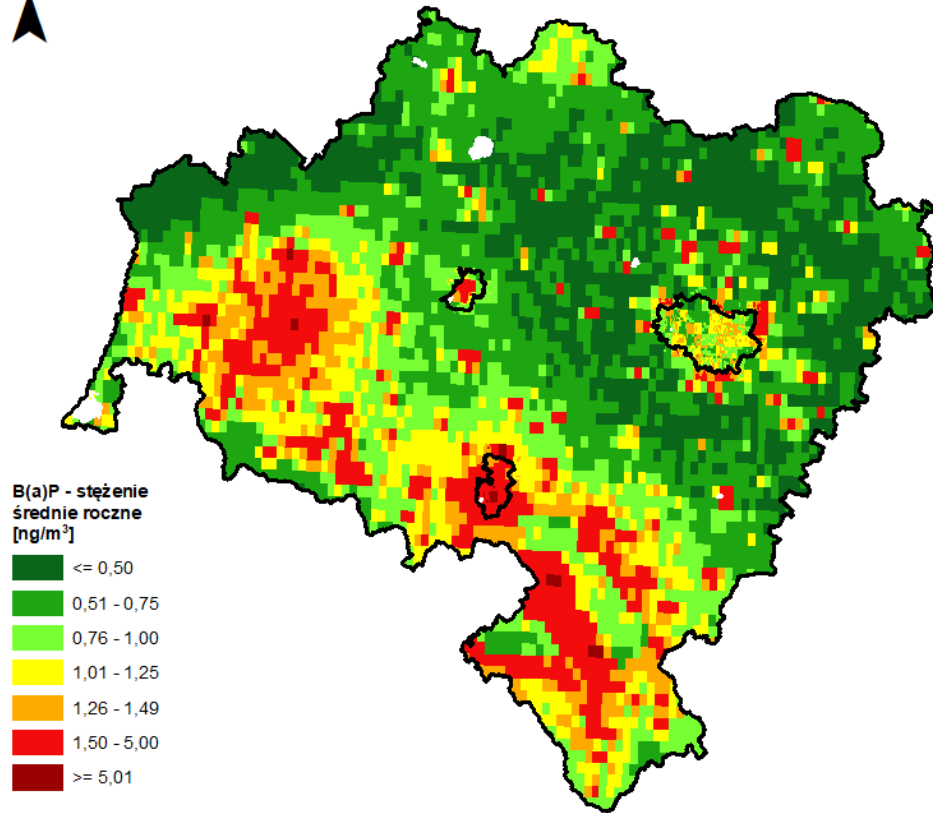 B(a)P - stężenie
średnie roczne
[ng/m³]
<= 0,50
0,51 - 0,75
0,76 - 1,00
1,01 - 1,25
1,26 - 1,49
1,50 - 5,00
>= 5,01